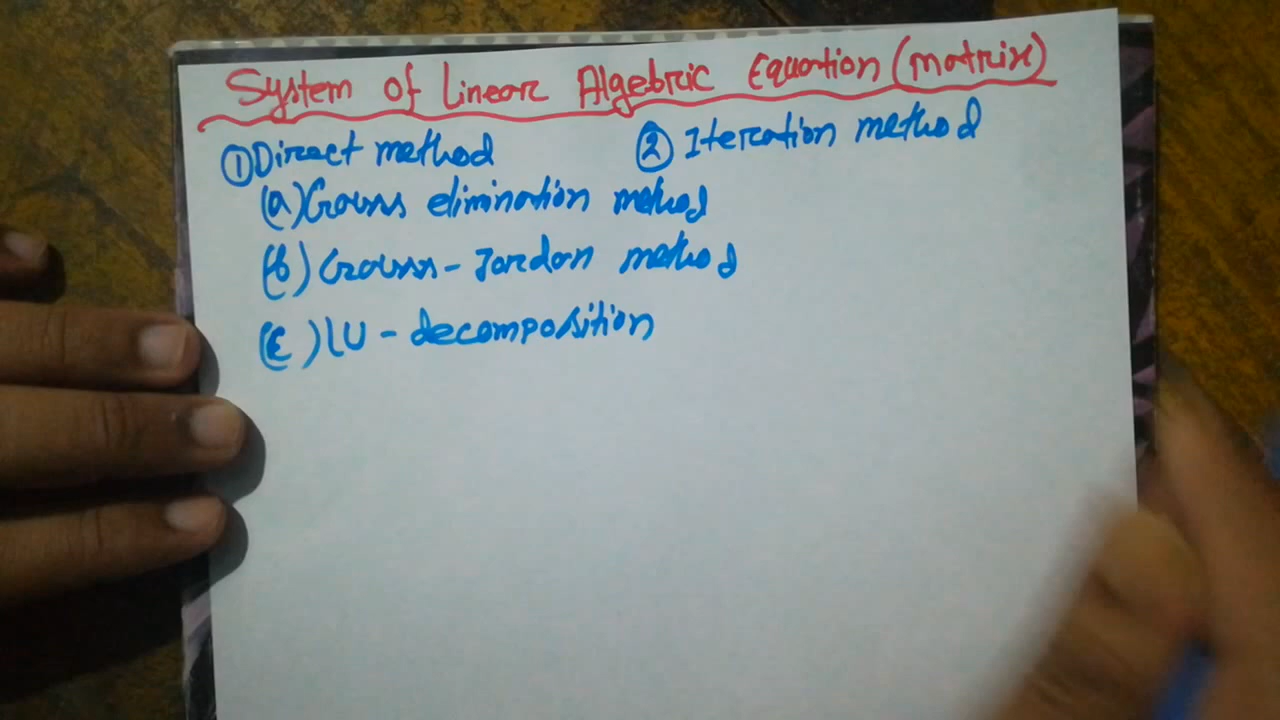 System of Linear Algebric Equation (matrix)
① Direct method ② Iteration method
(a) Gauss elimination method
(b) Gauss - Jordan method
(c) LU - decomposition